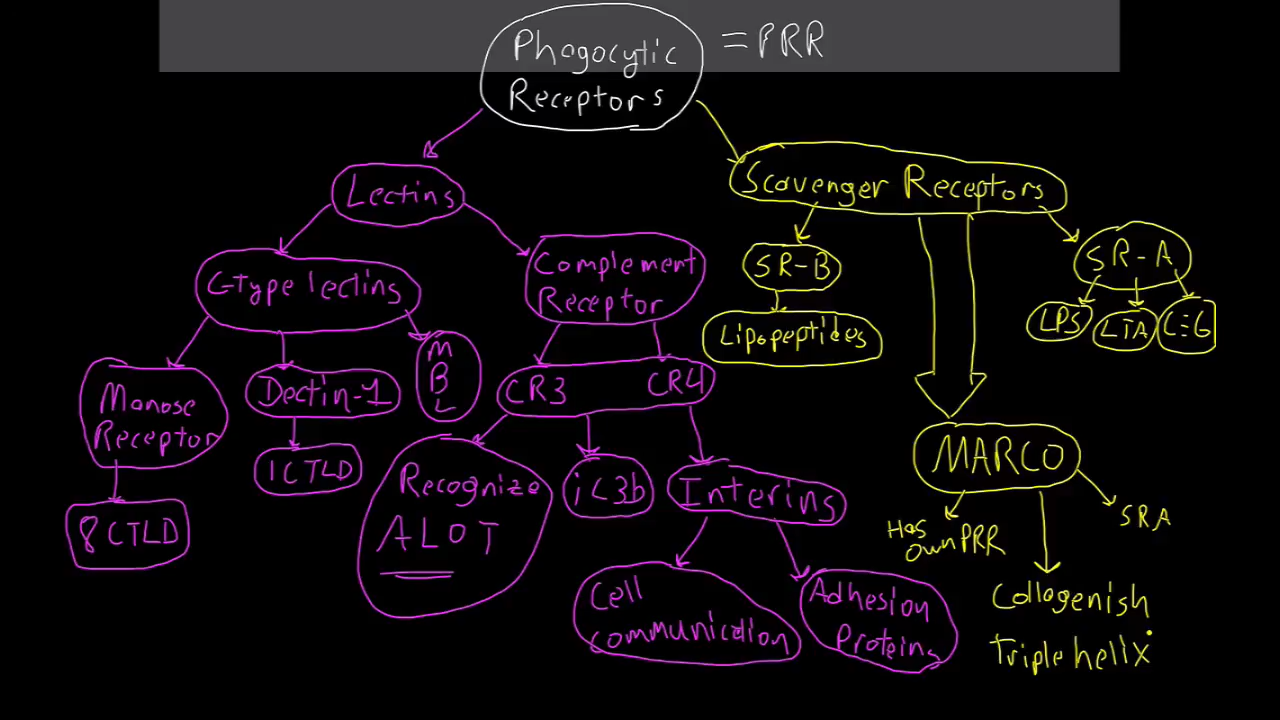 Phagocytic
Receptors
= PRR
Lectins
Scavenger Receptors
C-type lectins
Complement
Receptor
SR-B
SR-A
Lipopeptides
LPS
LTA
Manose
Receptor
Dectin-1
M
B
L
CR3
CR4
MARCO
8 CTLD
1 CTLD
Recognize
ALOT
iC3b
Interins
Has
own PRR
SRA
Cell
communication
Adhesion
Proteins
Collagenish
Triple helix